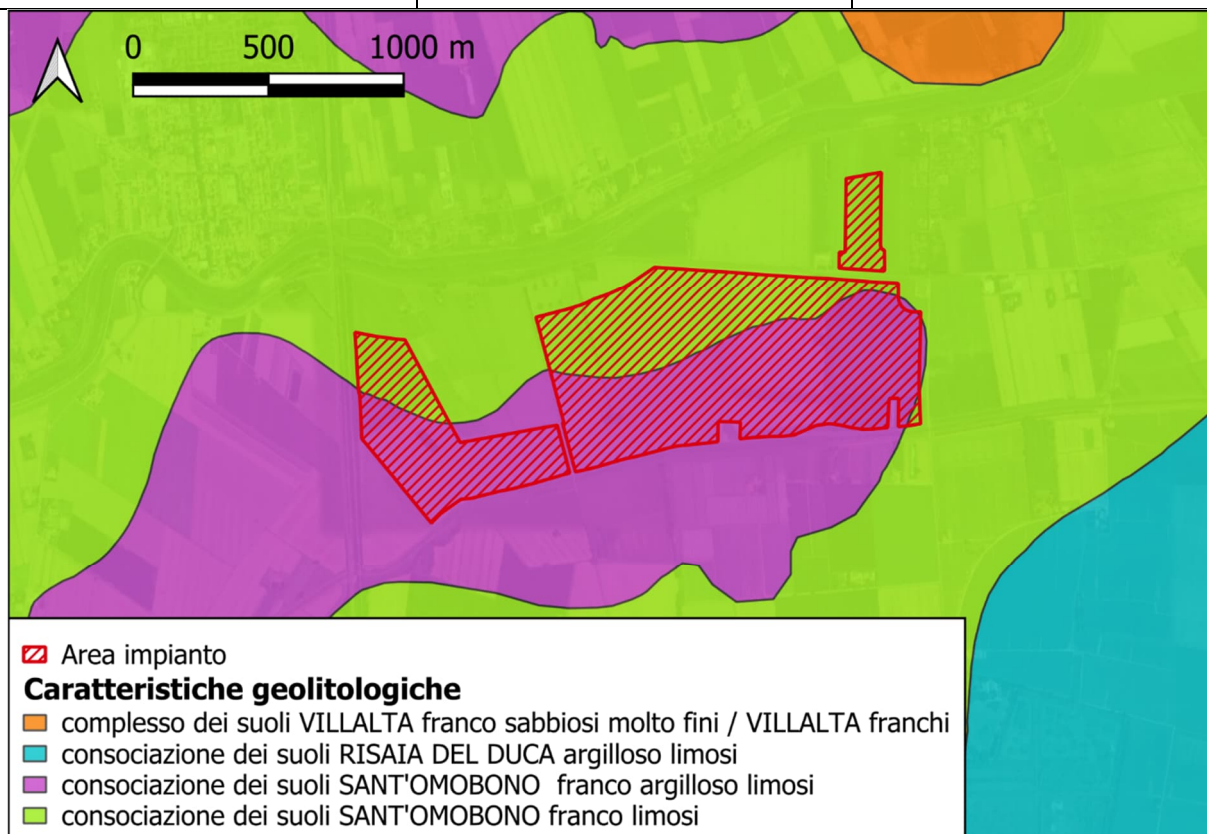 0 500 1000 m
Area impianto
Caratteristiche geolitologiche
complesso dei suoli VILLALTA franco sabbiosi molto fini / VILLALTA franchi
consociazione dei suoli RISAIA DEL DUCA argilloso limosi
consociazione dei suoli SANT'OMOBONO  franco argilloso limosi
consociazione dei suoli SANT'OMOBONO franco limosi